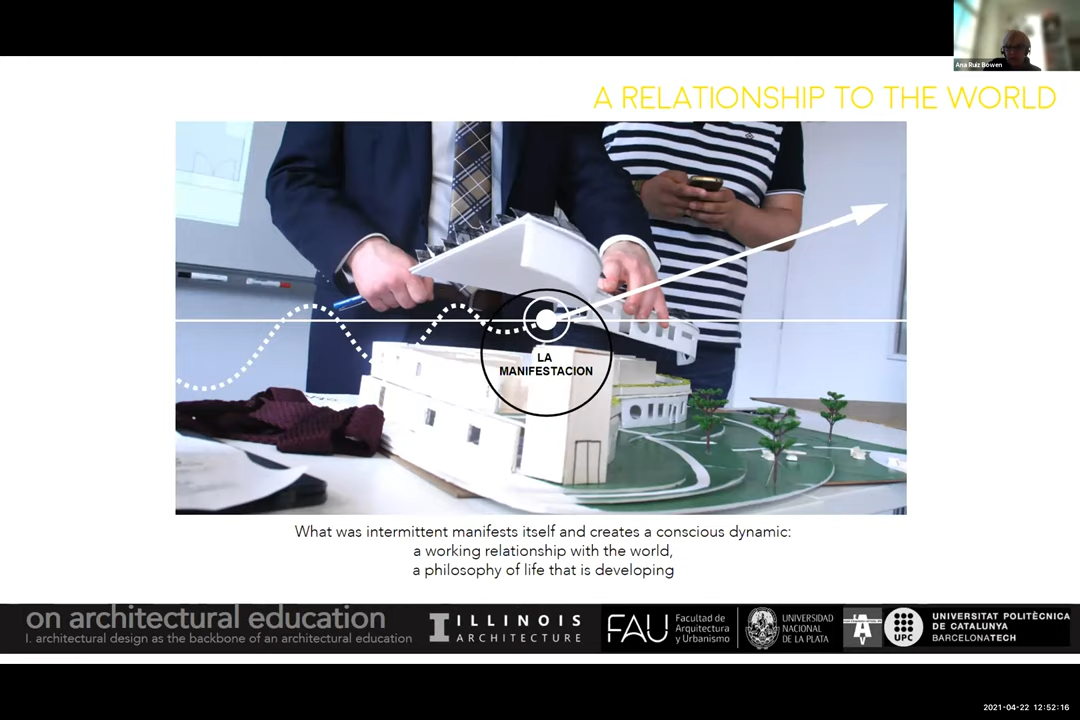 Ana Ruiz Bowen
A RELATIONSHIP TO THE WORLD
LA
MANIFESTACION
What was intermittent manifests itself and creates a conscious dynamic:
a working relationship with the world,
a philosophy of life that is developing
on architectural education
I. architectural design as the backbone of an architectural education
ILLINOIS
ARCHITECTURE
FAU
Facultad de
Arquitectura
y Urbanismo
UNIVERSIDAD
NACIONAL
DE LA PLATA
UPC
UNIVERSITAT POLITÈCNICA
DE CATALUNYA
BARCELONATECH
2021-04-22 12:52:16